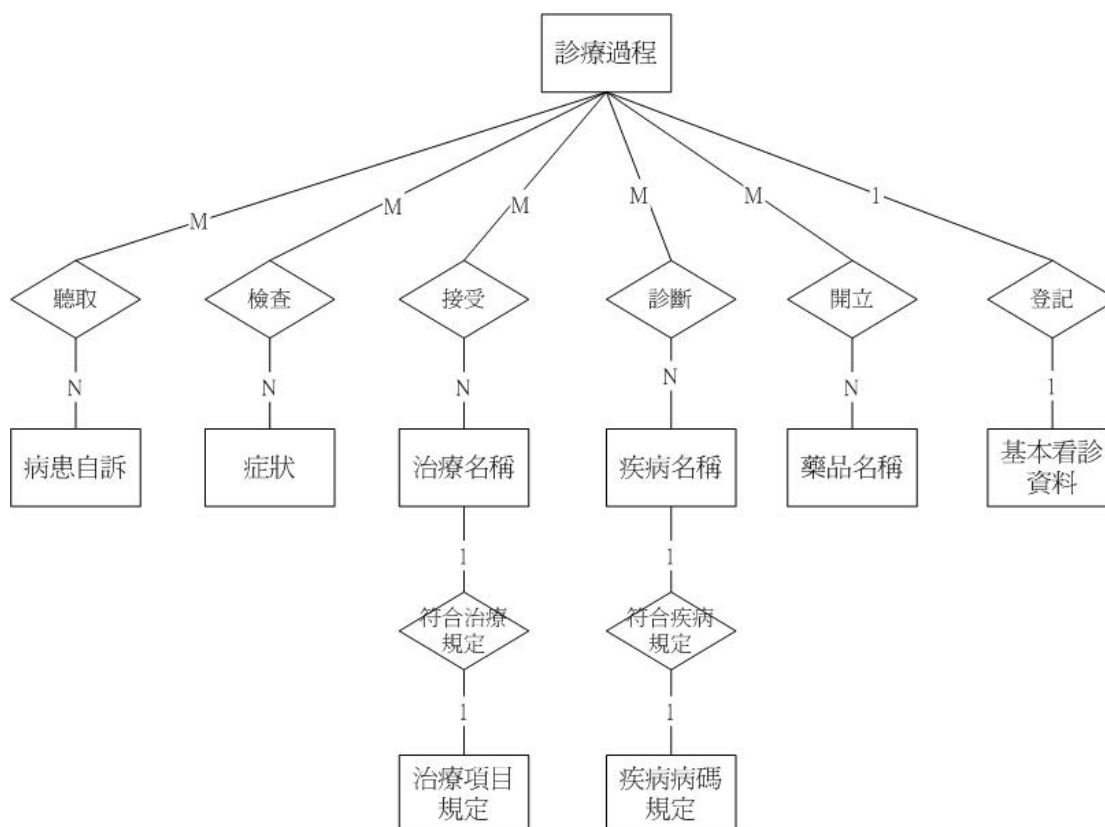 診療過程
M
M
M
M
M
1
聽取
檢查
接受
診斷
開立
登記
N
N
N
N
N
1
病患自訴
症狀
治療名稱
疾病名稱
藥品名稱
基本看診
資料
1
1
符合治療
規定
符合疾病
規定
1
1
治療項目
規定
疾病病碼
規定